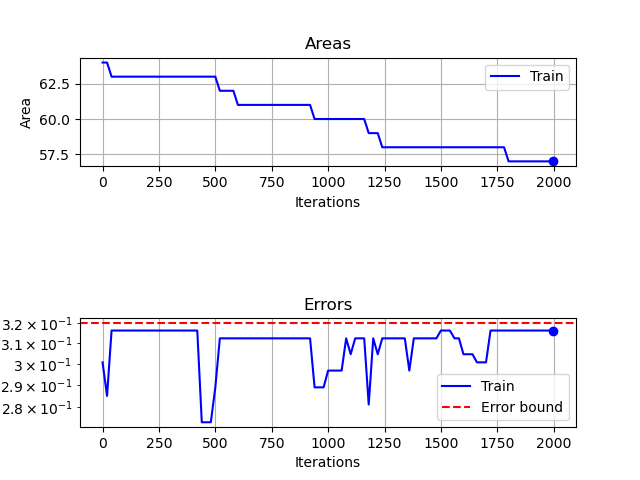 Areas
62.5
60.0
57.5
Area
Train
0 250 500 750 1000 1250 1500 1750 2000
Iterations
Errors
3.2 × 10⁻¹
3.1 × 10⁻¹
3 × 10⁻¹
2.9 × 10⁻¹
2.8 × 10⁻¹
Train
Error bound
0 250 500 750 1000 1250 1500 1750 2000
Iterations